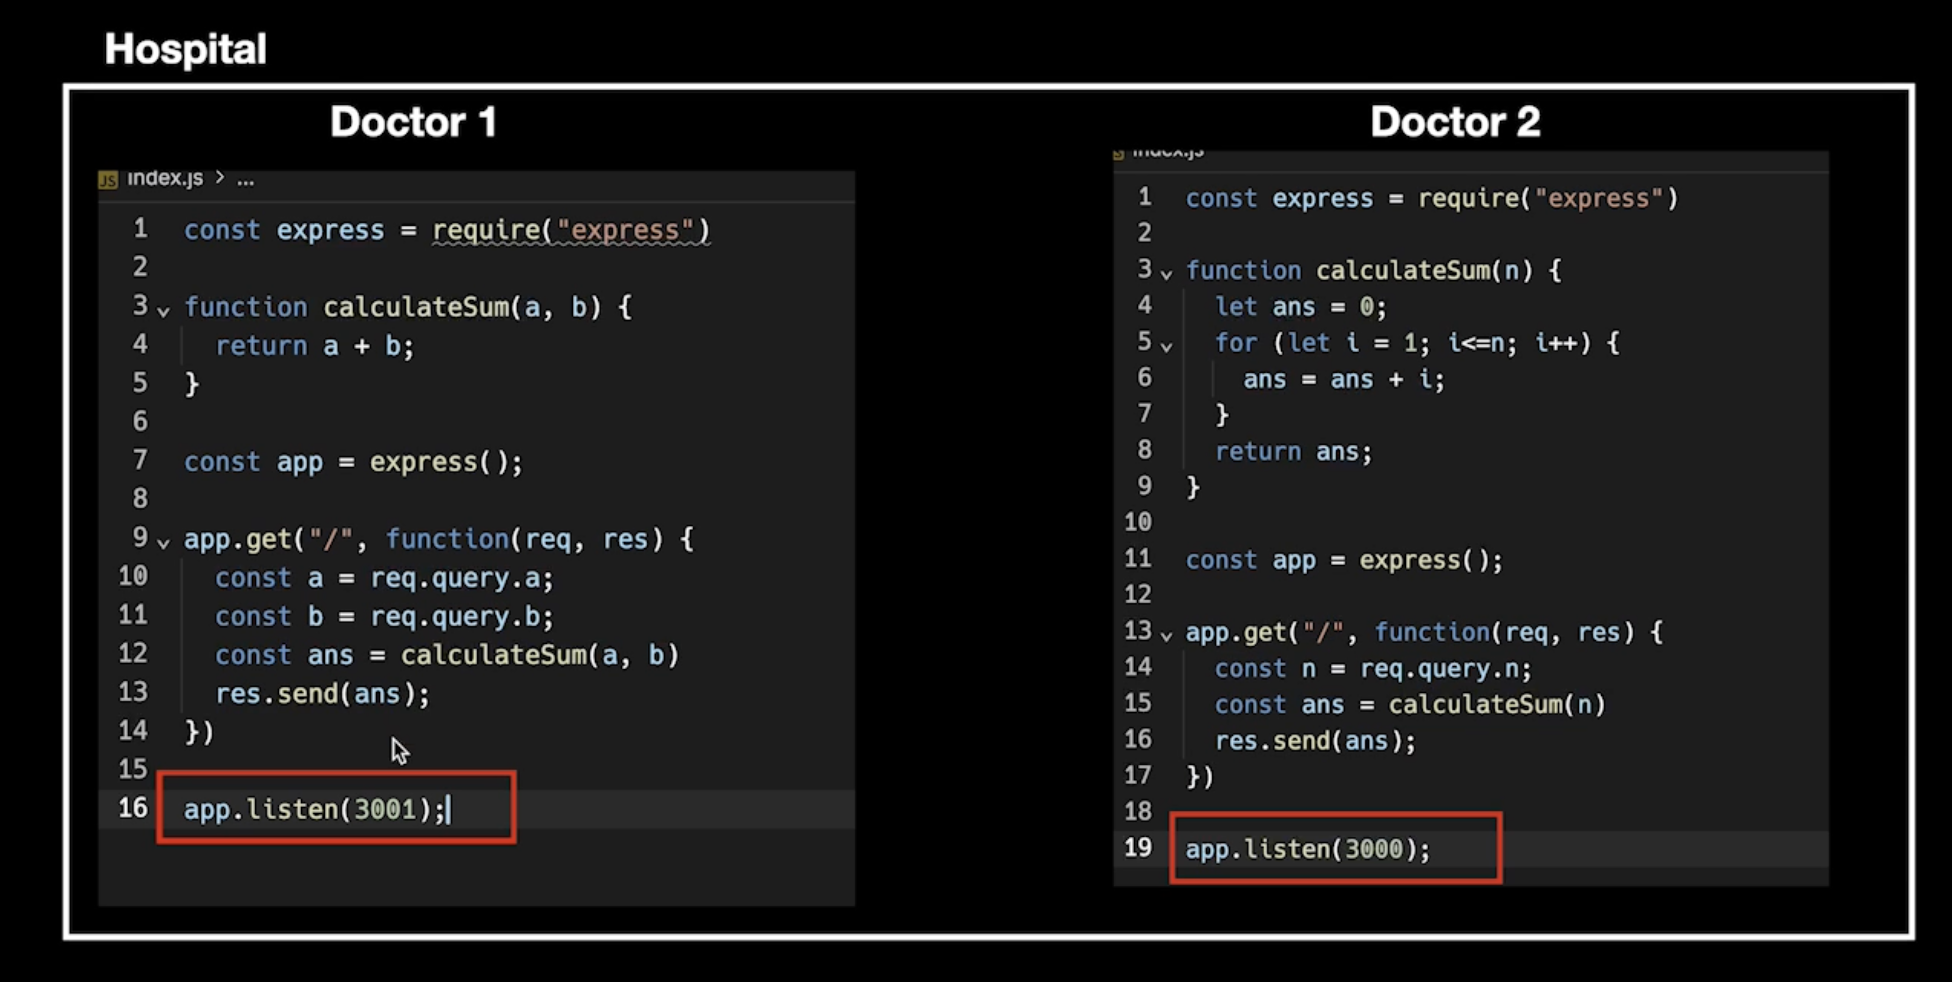 Hospital
Doctor 1
JS index.js > ...
1 const express = require("express")
2
3 function calculateSum(a, b) {
4 return a + b;
5 }
6
7 const app = express();
8
9 app.get("/", function(req, res) {
10 const a = req.query.a;
11 const b = req.query.b;
12 const ans = calculateSum(a, b)
13 res.send(ans);
14 })
15
16 app.listen(3001);
Doctor 2
index.js
1 const express = require("express")
2
3 function calculateSum(n) {
4 let ans = 0;
5 for (let i = 1; i<=n; i++) {
6 ans = ans + i;
7 }
8 return ans;
9 }
10
11 const app = express();
12
13 app.get("/", function(req, res) {
14 const n = req.query.n;
15 const ans = calculateSum(n)
16 res.send(ans);
17 })
18
19 app.listen(3000);